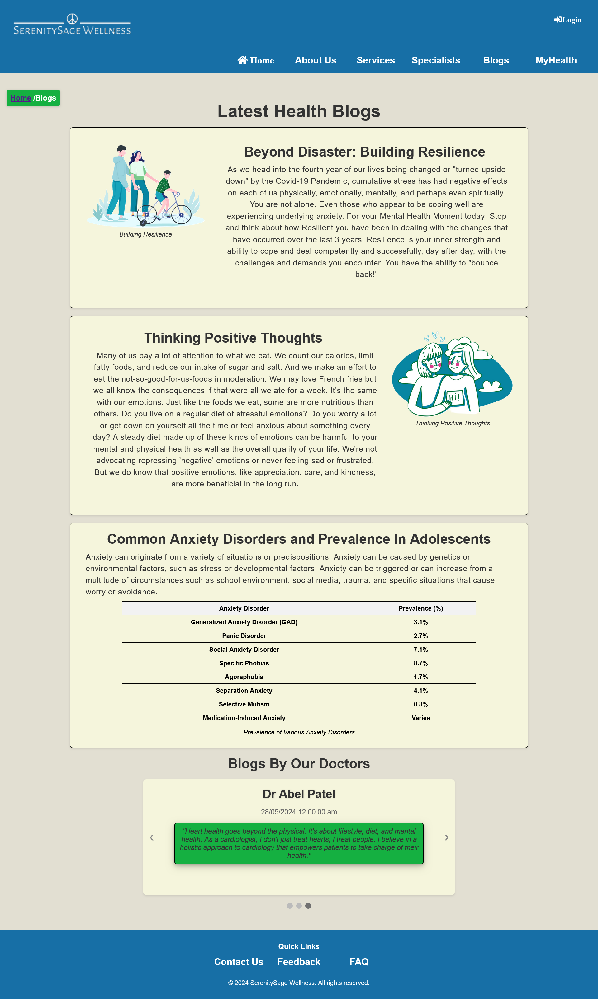 SERENITYSAGE WELLNESS
Login
Home
About Us
Services
Specialists
Blogs
MyHealth
Home /Blogs
Latest Health Blogs
Building Resilience
Beyond Disaster: Building Resilience
As we head into the fourth year of our lives being changed or "turned upside
down" by the Covid-19 Pandemic, cumulative stress has had negative effects
on each of us physically, emotionally, mentally, and perhaps even spiritually.
You are not alone. Even those who appear to be coping well are
experiencing underlying anxiety. For your Mental Health Moment today: Stop
and think about how Resilient you have been in dealing with the changes that
have occurred over the last 3 years. Resilience is your inner strength and
ability to cope and deal competently and successfully, day after day, with the
challenges and demands you encounter. You have the ability to "bounce
back!"
Thinking Positive Thoughts
Many of us pay a lot of attention to what we eat. We count our calories, limit
fatty foods, and reduce our intake of sugar and salt. And we make an effort to
eat the not-so-good-for-us-foods in moderation. We may love French fries but
we all know the consequences if that were all we ate for a week. It's the same
with our emotions. Just like the foods we eat, some are more nutritious than
others. Do you live on a regular diet of stressful emotions? Do you worry a lot
or get down on yourself all the time or feel anxious about something every
day? A steady diet made up of these kinds of emotions can be harmful to your
mental and physical health as well as the overall quality of your life. We're not
advocating repressing 'negative' emotions or never feeling sad or frustrated.
But we do know that positive emotions, like appreciation, care, and kindness,
are more beneficial in the long run.
Hi!
Thinking Positive Thoughts
Common Anxiety Disorders and Prevalence In Adolescents
Anxiety can originate from a variety of situations or predispositions. Anxiety can be caused by genetics or
environmental factors, such as stress or developmental factors. Anxiety can be triggered or can increase from a
multitude of circumstances such as school environment, social media, trauma, and specific situations that cause
worry or avoidance.
Anxiety Disorder Prevalence (%)
Generalized Anxiety Disorder (GAD) 3.1%
Panic Disorder 2.7%
Social Anxiety Disorder 7.1%
Specific Phobias 8.7%
Agoraphobia 1.7%
Separation Anxiety 4.1%
Selective Mutism 0.8%
Medication-Induced Anxiety Varies
Prevalence of Various Anxiety Disorders
Blogs By Our Doctors
Dr Abel Patel
28/05/2024 12:00:00 am
"Heart health goes beyond the physical. It's about lifestyle, diet, and mental
health. As a cardiologist, I don't just treat hearts, I treat people. I believe in a
holistic approach to cardiology that empowers patients to take charge of their
health."
Quick Links
Contact Us
Feedback
FAQ
© 2024 SerenitySage Wellness. All rights reserved.